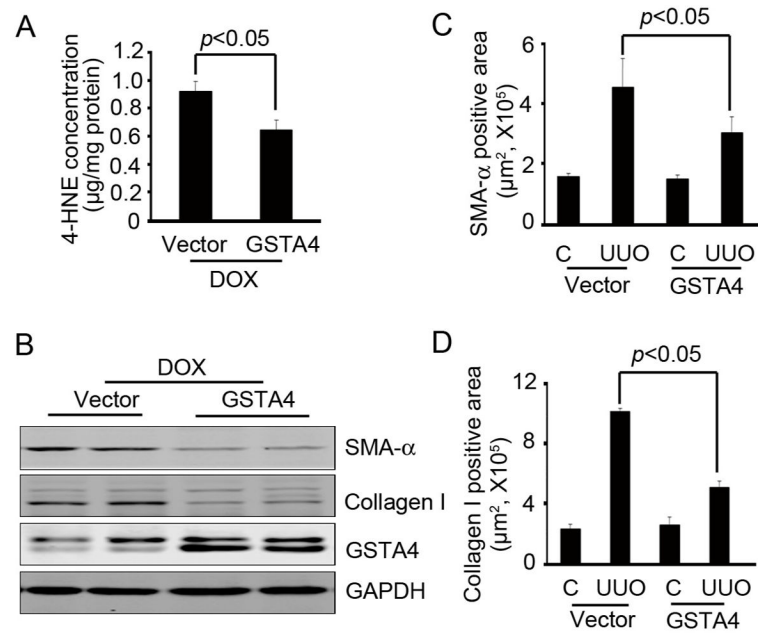 A
p<0.05
4-HNE concentration
(µg/mg protein)
1.2
1.0
0.8
0.6
0.4
0.2
0
Vector GSTA4
DOX
B
DOX
Vector GSTA4
SMA-α
Collagen I
GSTA4
GAPDH
C
p<0.05
SMA-α positive area
(µm², X10⁵)
6
4
2
0
C UUO C UUO
Vector GSTA4
D
p<0.05
Collagen I positive area
(µm², X10⁵)
12
8
4
0
C UUO C UUO
Vector GSTA4